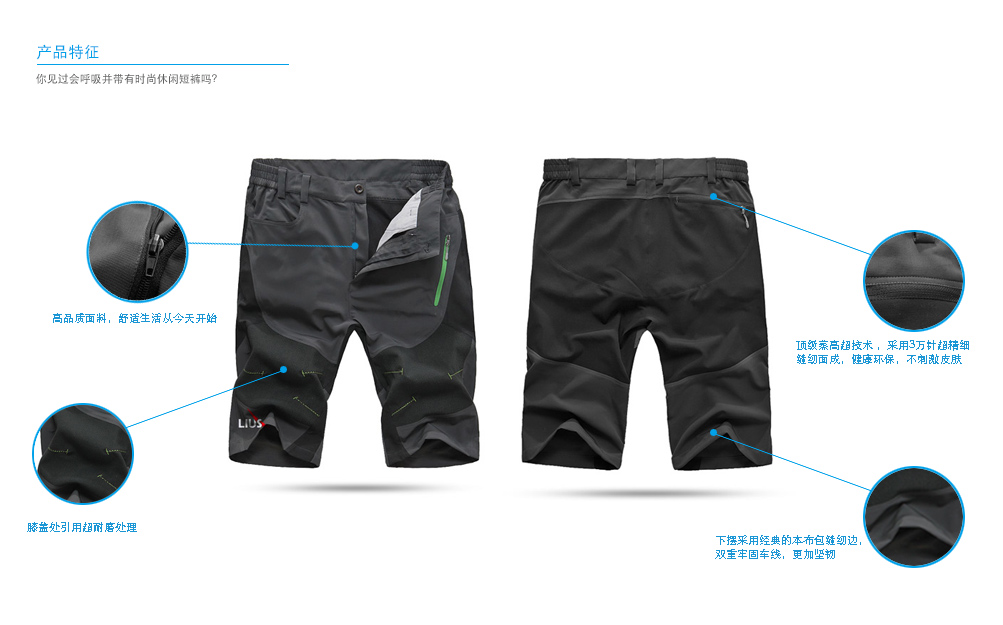 产品特征
你见过会呼吸并带有时尚休闲短裤吗?
高品质面料，舒适生活从今天开始
顶级蒸高超技术，采用3万针超精细
缝纫面成，健康环保，不刺激皮肤
LIUS
膝盖处引用超耐磨处理
下摆采用经典的本布包缝纫边，
双重牢固车线，更加坚韧